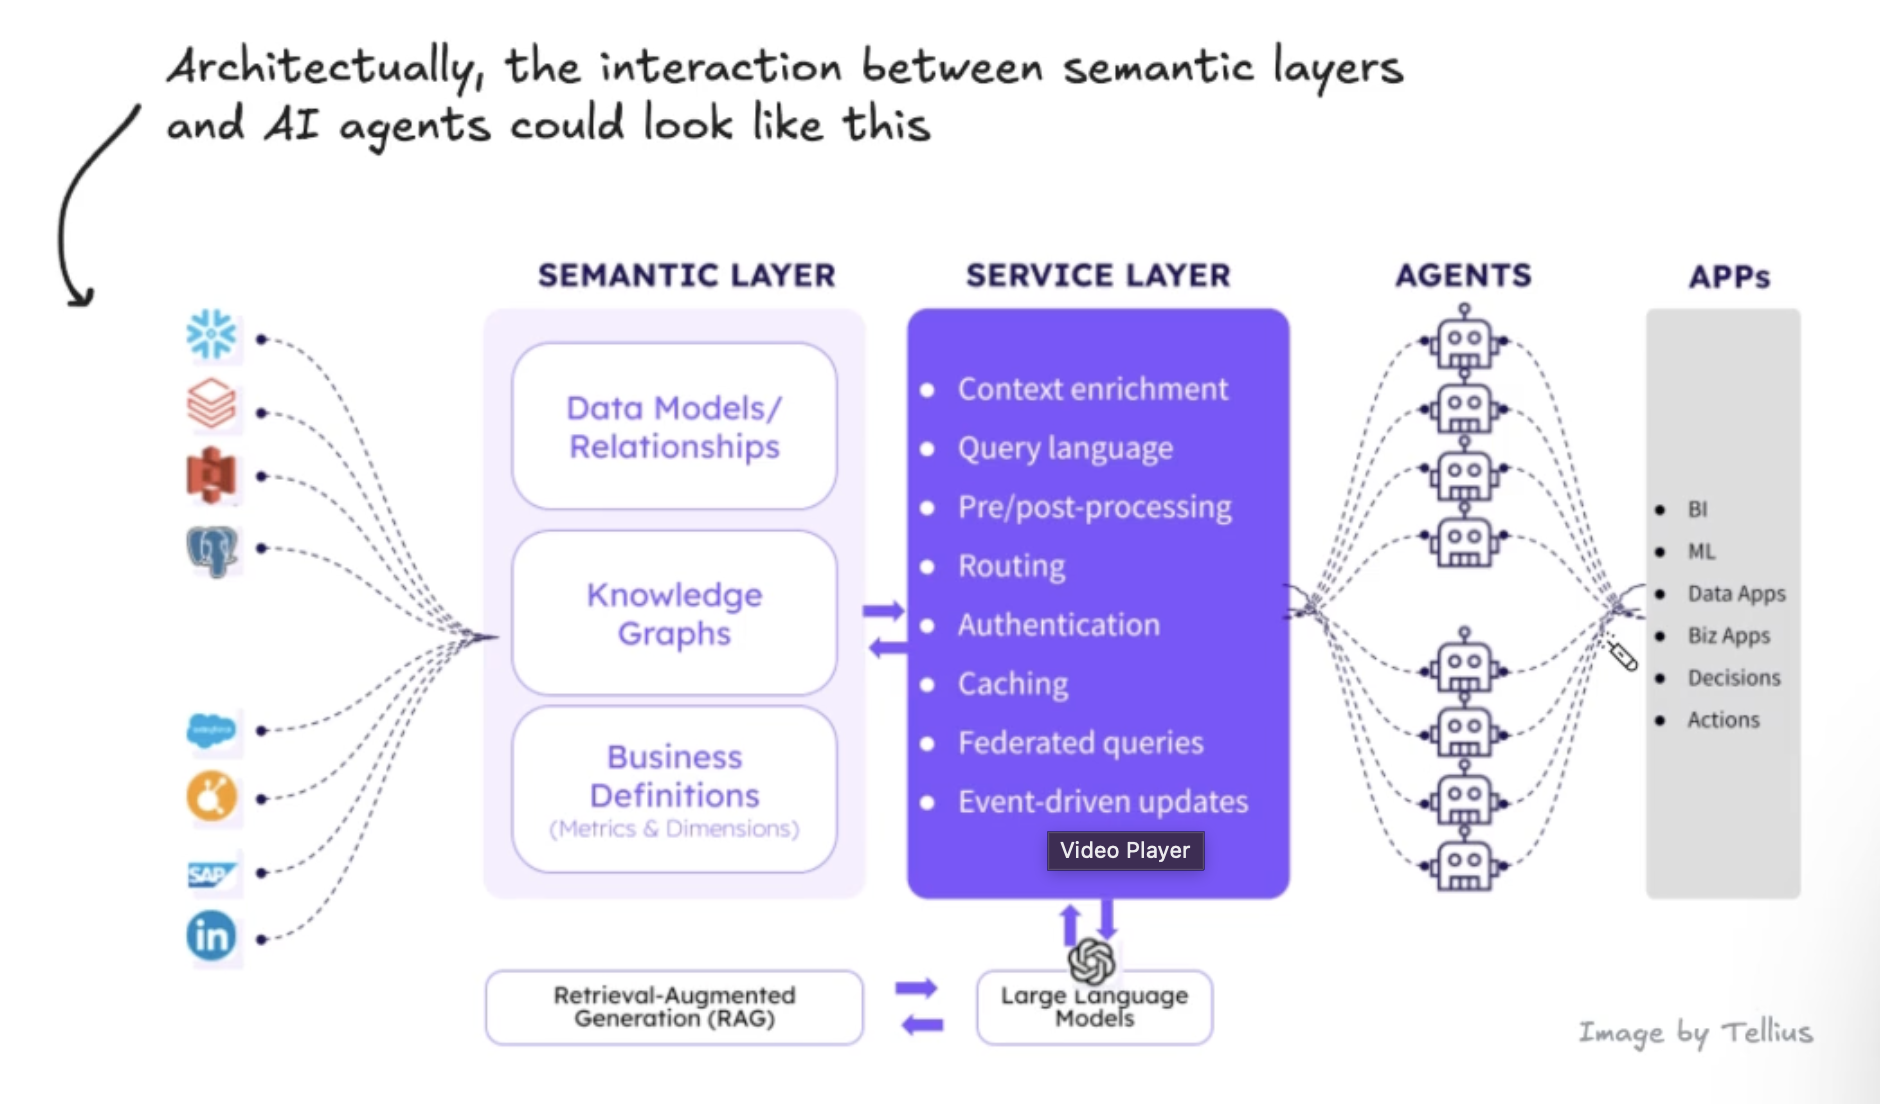 Architectually, the interaction between semantic layers
and AI agents could look like this
SEMANTIC LAYER
SERVICE LAYER
AGENTS
APPs
Data Models/
Relationships
Knowledge
Graphs
Business
Definitions
(Metrics & Dimensions)
Context enrichment
Query language
Pre/post-processing
Routing
Authentication
Caching
Federated queries
Event-driven updates
Video Player
BI
ML
Data Apps
Biz Apps
Decisions
Actions
SAP
in
Retrieval-Augmented
Generation (RAG)
Large Language
Models
Image by Tellius